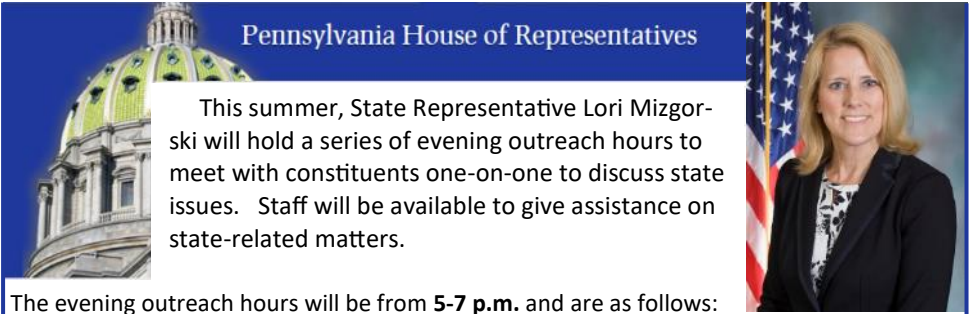 Pennsylvania House of Representatives
This summer, State Representative Lori Mizgor-
ski will hold a series of evening outreach hours to
meet with constituents one-on-one to discuss state
issues.   Staff will be available to give assistance on
state-related matters.
The evening outreach hours will be from 5-7 p.m. and are as follows: